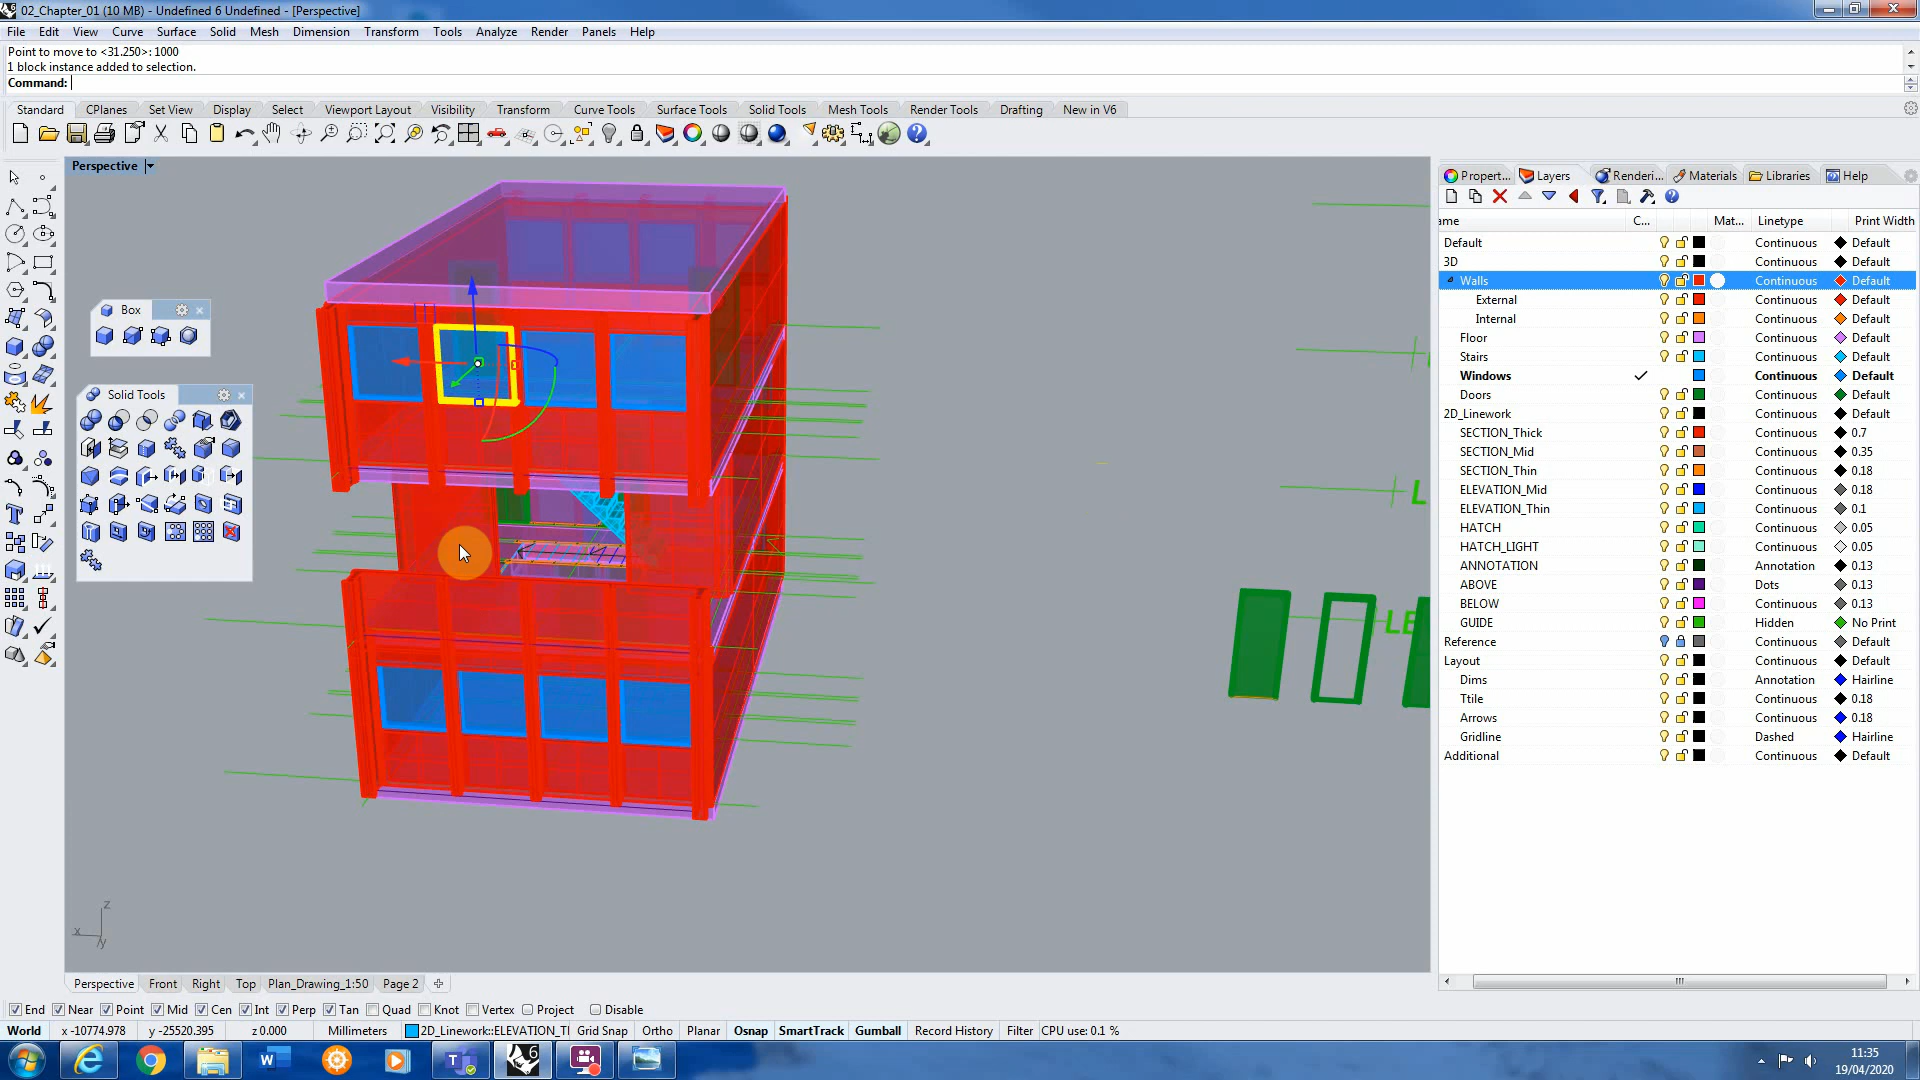 02_Chapter_01 (10 MB) - Undefined 6 Undefined - [Perspective]
File Edit View Curve Surface Solid Mesh Dimension Transform Tools Analyze Render Panels Help
Point to move to <31.250>: 1000
1 block instance added to selection.
Command:
Standard CPlanes Set View Display Select Viewport Layout Visibility Transform Curve Tools Surface Tools Solid Tools Mesh Tools Render Tools Drafting New in V6
Perspective
Propert... Layers Renderi... Materials Libraries Help
ame C... Mat... Linetype Print Width
Default Continuous Default
3D Continuous Default
Walls Continuous Default
External Continuous Default
Internal Continuous Default
Floor Continuous Default
Stairs Continuous Default
Windows Continuous Default
Doors Continuous Default
2D_Linework Continuous Default
SECTION_Thick Continuous 0.7
SECTION_Mid Continuous 0.35
SECTION_Thin Continuous 0.18
ELEVATION_Mid Continuous 0.18
ELEVATION_Thin Continuous 0.1
HATCH Continuous 0.05
HATCH_LIGHT Continuous 0.05
ANNOTATION Annotation 0.13
ABOVE Dots 0.13
BELOW Continuous 0.13
GUIDE Hidden No Print
Reference Continuous Default
Layout Continuous Default
Dims Annotation Hairline
Ttile Continuous 0.18
Arrows Continuous 0.18
Gridline Dashed Hairline
Additional Continuous Default
Box
Solid Tools
L
LE
z
x
y
Perspective Front Right Top Plan_Drawing_1:50 Page 2
End Near Point Mid Cen Int Perp Tan Quad Knot Vertex Project Disable
World x -10774.978 y -25520.395 z 0.000 Millimeters 2D_Linework::ELEVATION_TI Grid Snap Ortho Planar Osnap SmartTrack Gumball Record History Filter CPU use: 0.1 %
11:35
19/04/2020